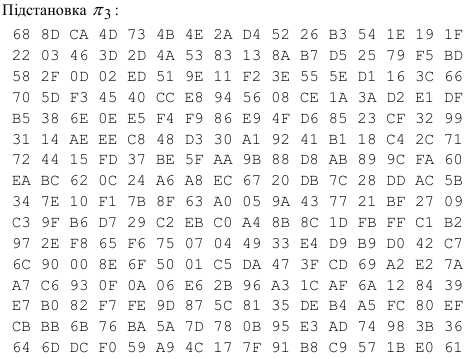 Підстановка π₃ :
68 8D CA 4D 73 4B 4E 2A D4 52 26 B3 54 1E 19 1F
22 03 46 3D 2D 4A 53 83 13 8A B7 D5 25 79 F5 BD
58 2F 0D 02 ED 51 9E 11 F2 3E 55 5E D1 16 3C 66
70 5D F3 45 40 CC E8 94 56 08 CE 1A 3A D2 E1 DF
B5 38 6E 0E E5 F4 F9 86 E9 4F D6 85 23 CF 32 99
31 14 AE EE C8 48 D3 30 A1 92 41 B1 18 C4 2C 71
72 44 15 FD 37 BE 5F AA 9B 88 D8 AB 89 9C FA 60
EA BC 62 0C 24 A6 A8 EC 67 20 DB 7C 28 DD AC 5B
34 7E 10 F1 7B 8F 63 A0 05 9A 43 77 21 BF 27 09
C3 9F B6 D7 29 C2 EB C0 A4 8B 8C 1D FB FF C1 B2
97 2E F8 65 F6 75 07 04 49 33 E4 D9 B9 D0 42 C7
6C 90 00 8E 6F 50 01 C5 DA 47 3F CD 69 A2 E2 7A
A7 C6 93 0F 0A 06 E6 2B 96 A3 1C AF 6A 12 84 39
E7 B0 82 F7 FE 9D 87 5C 81 35 DE B4 A5 FC 80 EF
CB BB 6B 76 BA 5A 7D 78 0B 95 E3 AD 74 98 3B 36
64 6D DC F0 59 A9 4C 17 7F 91 B8 C9 57 1B E0 61